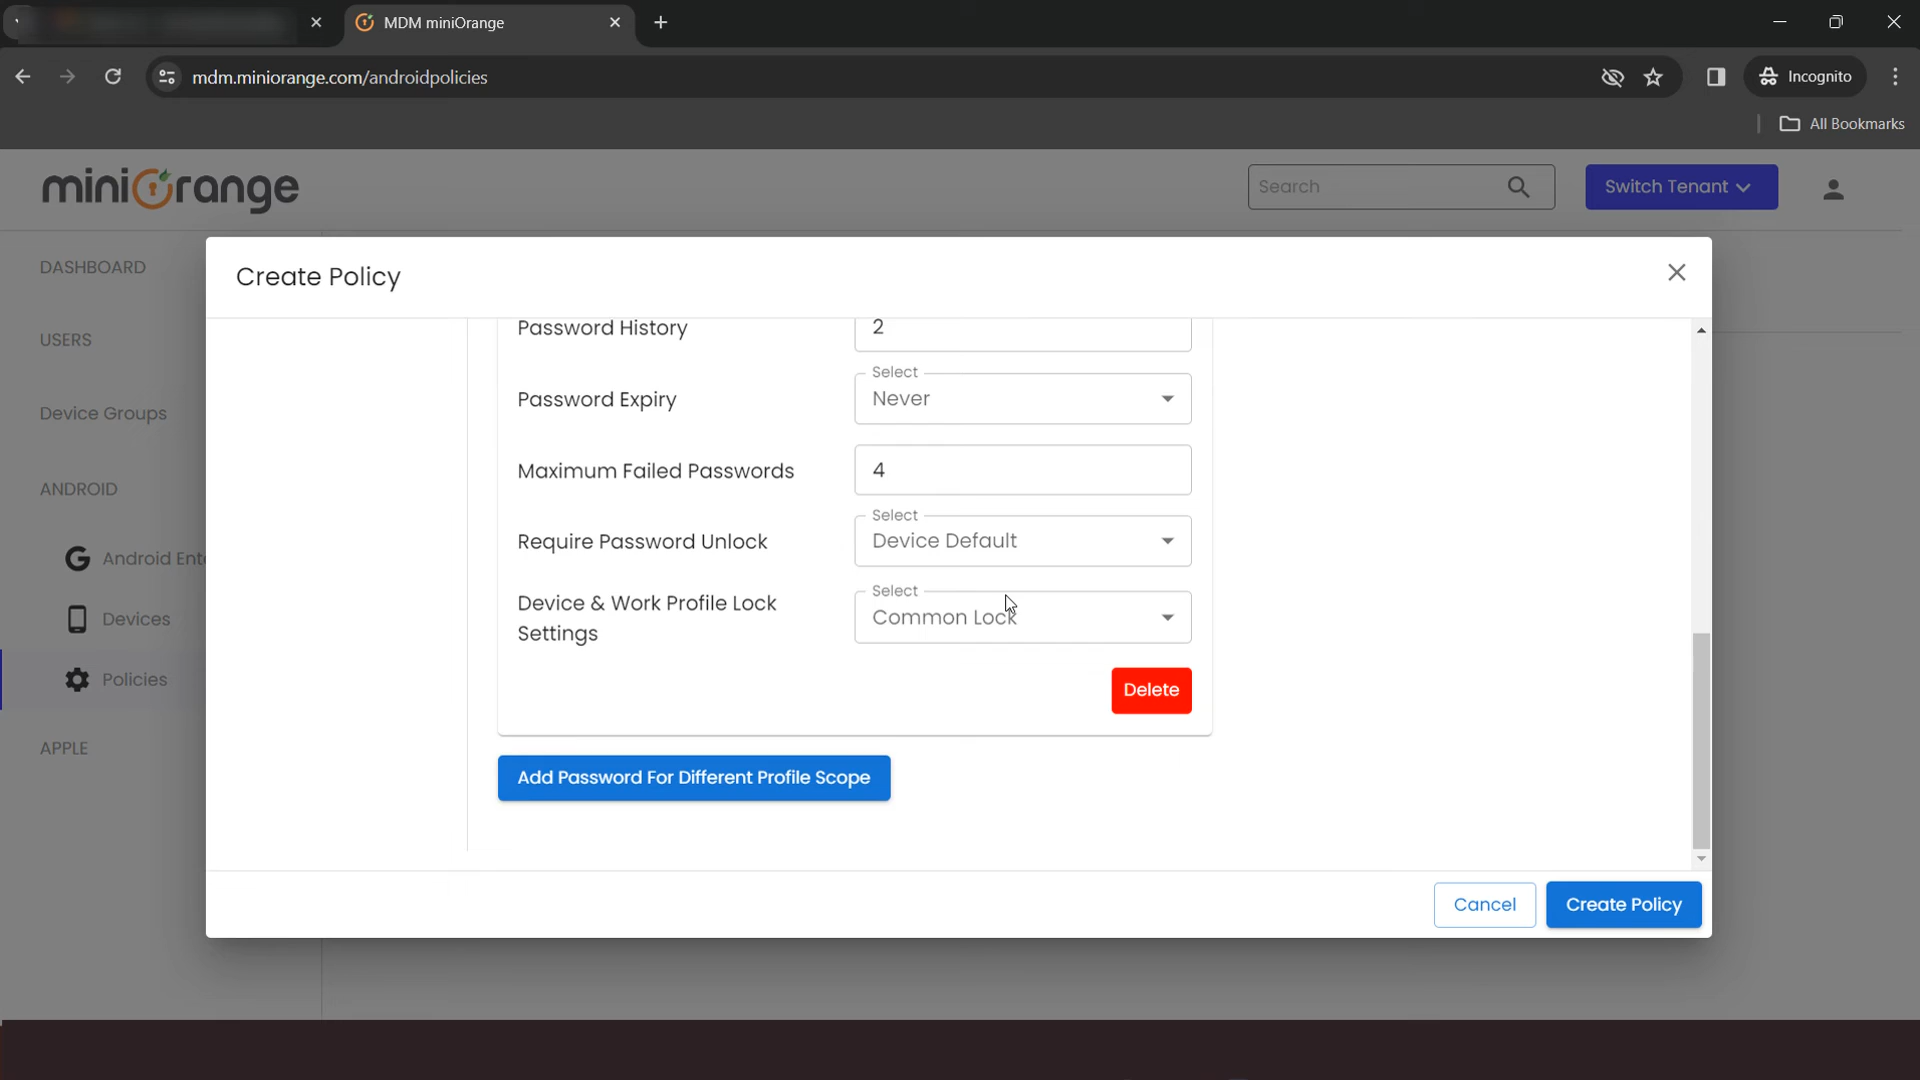 MDM miniOrange
mdm.miniorange.com/androidpolicies
Incognito
All Bookmarks
miniOrange
Search
Switch Tenant
DASHBOARD
USERS
Device Groups
ANDROID
Android Ente
Devices
Policies
APPLE
Create Policy
Password History
2
Select
Password Expiry
Never
Maximum Failed Passwords
4
Select
Require Password Unlock
Device Default
Device & Work Profile Lock
Settings
Select
Common Lock
Delete
Add Password For Different Profile Scope
Cancel
Create Policy